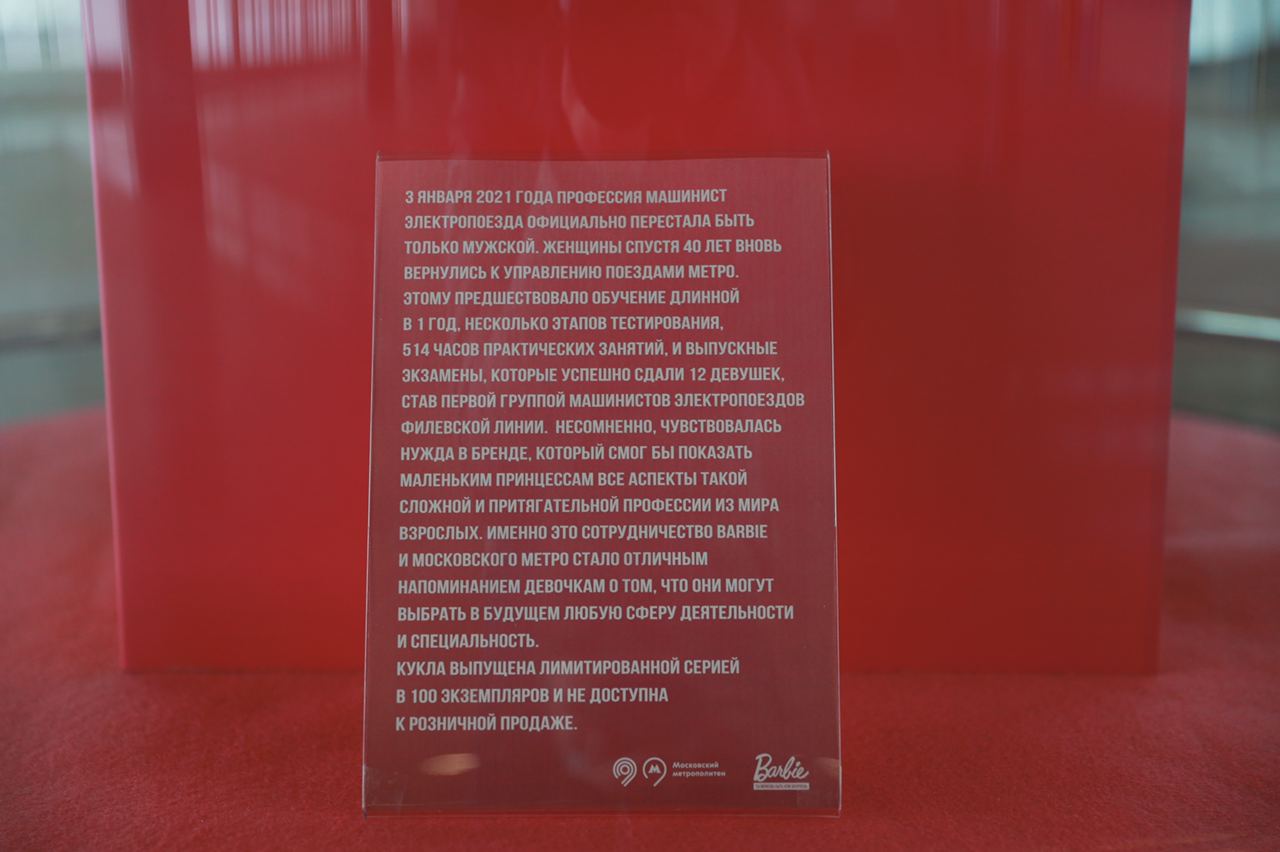 3 ЯНВАРЯ 2021 ГОДА ПРОФЕССИЯ МАШИНИСТ
ЭЛЕКТРОПОЕЗДА ОФИЦИАЛЬНО ПЕРЕСТАЛА БЫТЬ
ТОЛЬКО МУЖСКОЙ. ЖЕНЩИНЫ СПУСТЯ 40 ЛЕТ ВНОВЬ
ВЕРНУЛИСЬ К УПРАВЛЕНИЮ ПОЕЗДАМИ МЕТРО.
ЭТОМУ ПРЕДШЕСТВОВАЛО ОБУЧЕНИЕ ДЛИННОЙ
В 1 ГОД, НЕСКОЛЬКО ЭТАПОВ ТЕСТИРОВАНИЯ,
514 ЧАСОВ ПРАКТИЧЕСКИХ ЗАНЯТИЙ, И ВЫПУСКНЫЕ
ЭКЗАМЕНЫ, КОТОРЫЕ УСПЕШНО СДАЛИ 12 ДЕВУШЕК,
СТАВ ПЕРВОЙ ГРУППОЙ МАШИНИСТОВ ЭЛЕКТРОПОЕЗДОВ
ФИЛЕВСКОЙ ЛИНИИ. НЕСОМНЕННО, ЧУВСТВОВАЛАСЬ
НУЖДА В БРЕНДЕ, КОТОРЫЙ СМОГ БЫ ПОКАЗАТЬ
МАЛЕНЬКИМ ПРИНЦЕССАМ ВСЕ АСПЕКТЫ ТАКОЙ
СЛОЖНОЙ И ПРИТЯГАТЕЛЬНОЙ ПРОФЕССИИ ИЗ МИРА
ВЗРОСЛЫХ. ИМЕННО ЭТО СОТРУДНИЧЕСТВО BARBIE
И МОСКОВСКОГО МЕТРО СТАЛО ОТЛИЧНЫМ
НАПОМИНАНИЕМ ДЕВОЧКАМ О ТОМ, ЧТО ОНИ МОГУТ
ВЫБРАТЬ В БУДУЩЕМ ЛЮБУЮ СФЕРУ ДЕЯТЕЛЬНОСТИ
И СПЕЦИАЛЬНОСТЬ.
КУКЛА ВЫПУЩЕНА ЛИМИТИРОВАННОЙ СЕРИЕЙ
В 100 ЭКЗЕМПЛЯРОВ И НЕ ДОСТУПНА
К РОЗНИЧНОЙ ПРОДАЖЕ.
Московский
метрополитен
Barbie